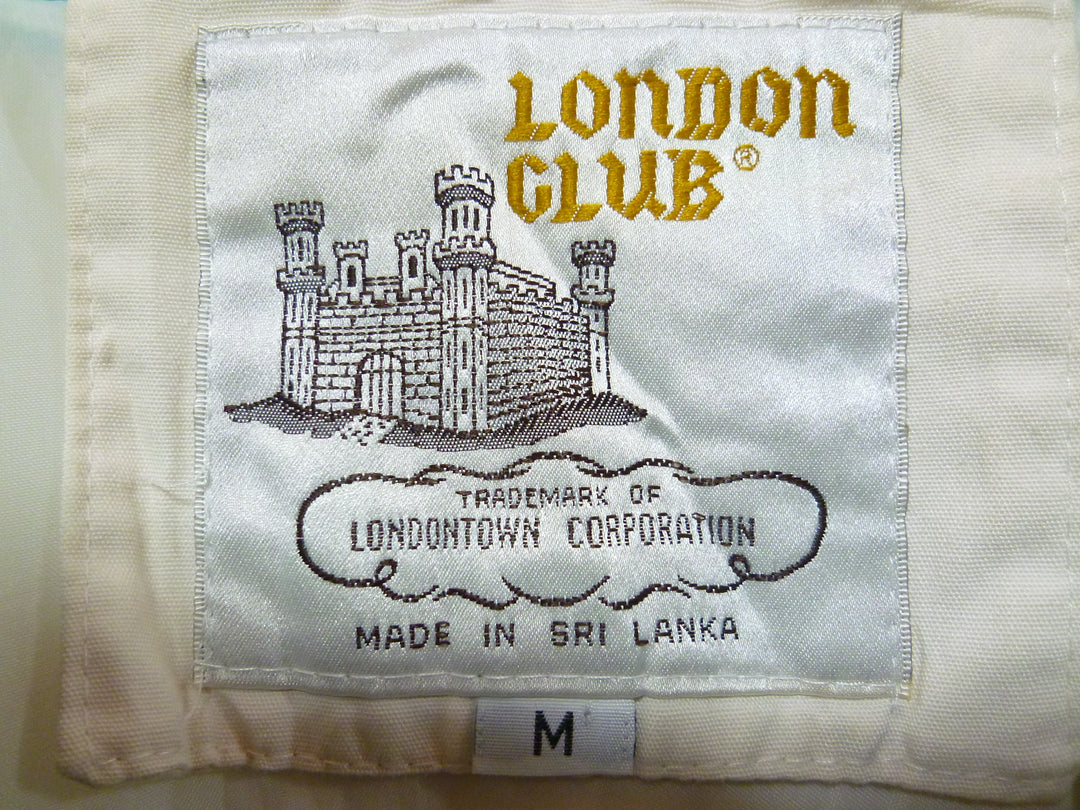 LONDON
CLUB®
TRADEMARK OF
LONDONTOWN CORPORATION
MADE IN SRI LANKA
M